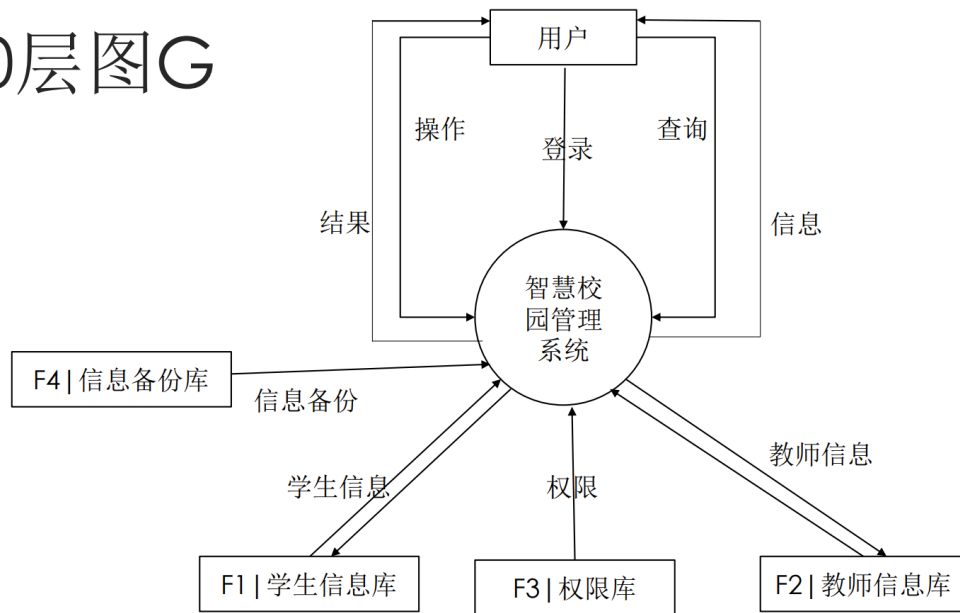 0层图G
用户
操作
登录
查询
结果
信息
智慧校
园管理
系统
F4|信息备份库
信息备份
教师信息
学生信息
权限
F1|学生信息库
F3|权限库
F2|教师信息库